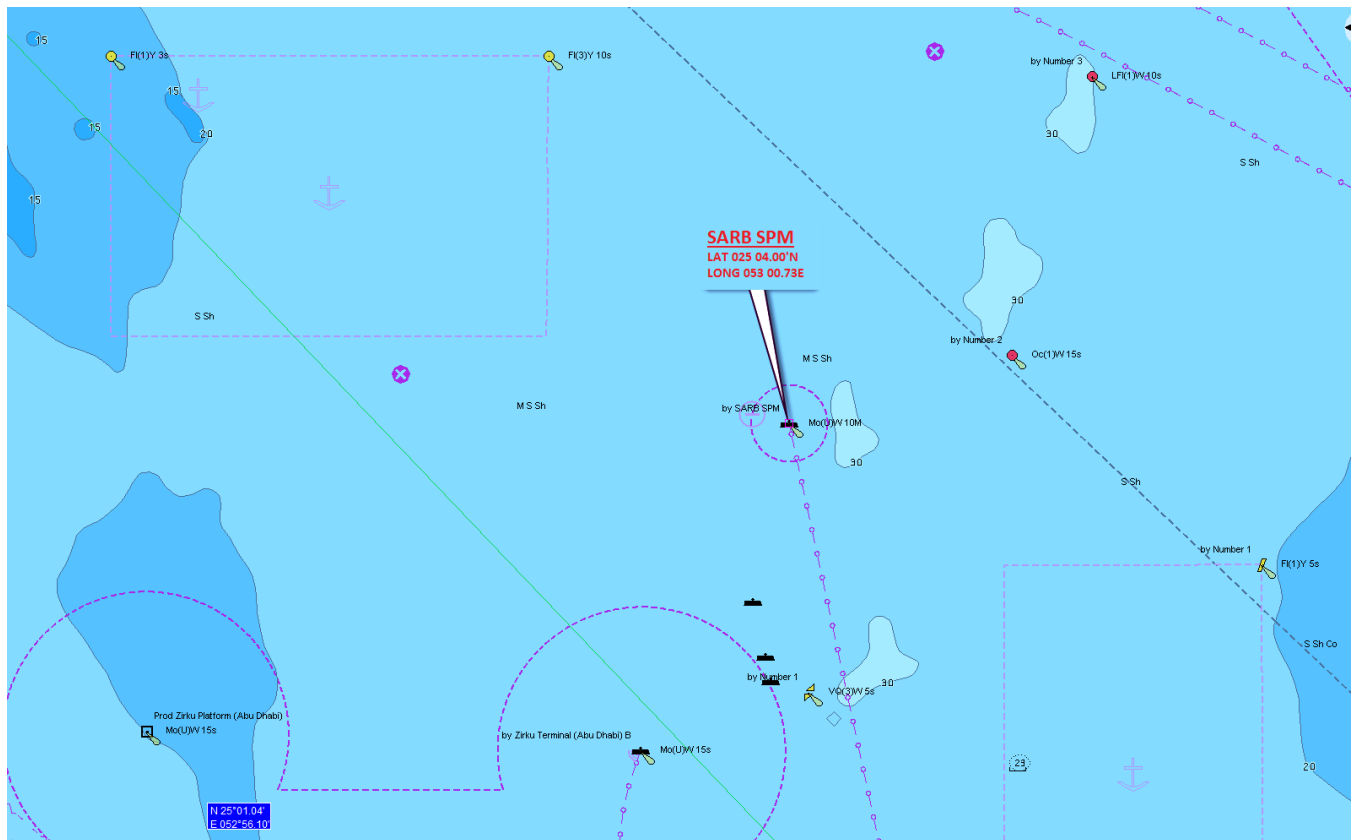 15
Fl(1)Y 3s
Fl(3)Y 10s
by Number 3
LFl(1)W 10s
15
15
20
30
S Sh
15
SARB SPM
LAT 025 04.00'N
LONG 053 00.73E
30
S Sh
by Number 2
Oc(1)W 15s
M S Sh
M S Sh
by SARB SPM
Mo(U)W 10M
30
S Sh
by Number 1
Fl(1)Y 5s
S Sh Co
by Number 1
30
VQ(3)W 5s
Prod Zirku Platform (Abu Dhabi)
Mo(U)W 15s
by Zirku Terminal (Abu Dhabi) B
Mo(U)W 15s
23
20
N 25°01.04'
E 052°56.10'